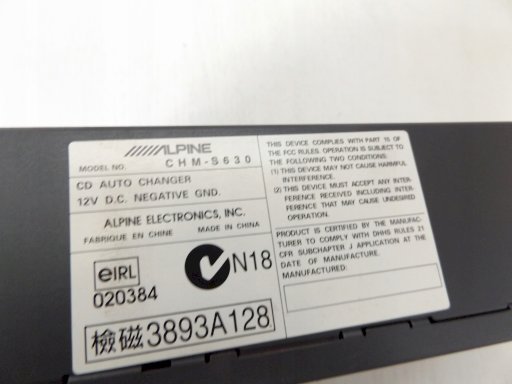 ALPINE
MODEL NO. CHM-S630
CD AUTO CHANGER
12V D.C. NEGATIVE GND.
ALPINE ELECTRONICS, INC.
FABRIQUE EN CHINE MADE IN CHINA
eIRL
020384
N18
檢磁3893A128
THIS DEVICE COMPLIES WITH PART 15 OF
THE FCC RULES. OPERATION IS SUBJECT TO
THE FOLLOWING TWO CONDITIONS:
(1) THIS DEVICE MAY NOT CAUSE HARMFUL
INTERFERENCE.
(2) THIS DEVICE MUST ACCEPT ANY INTER-
FERENCE RECEIVED INCLUDING INTER-
FERENCE THAT MAY CAUSE UNDESIRED
OPERATION.
PRODUCT IS CERTIFIED BY THE MANUFAC-
TURER TO COMPLY WITH DHHS RULES 21
CFR SUBCHAPTER J APPLICATION AT THE
DATE OF MANUFACTURE.
MANUFACTURED: